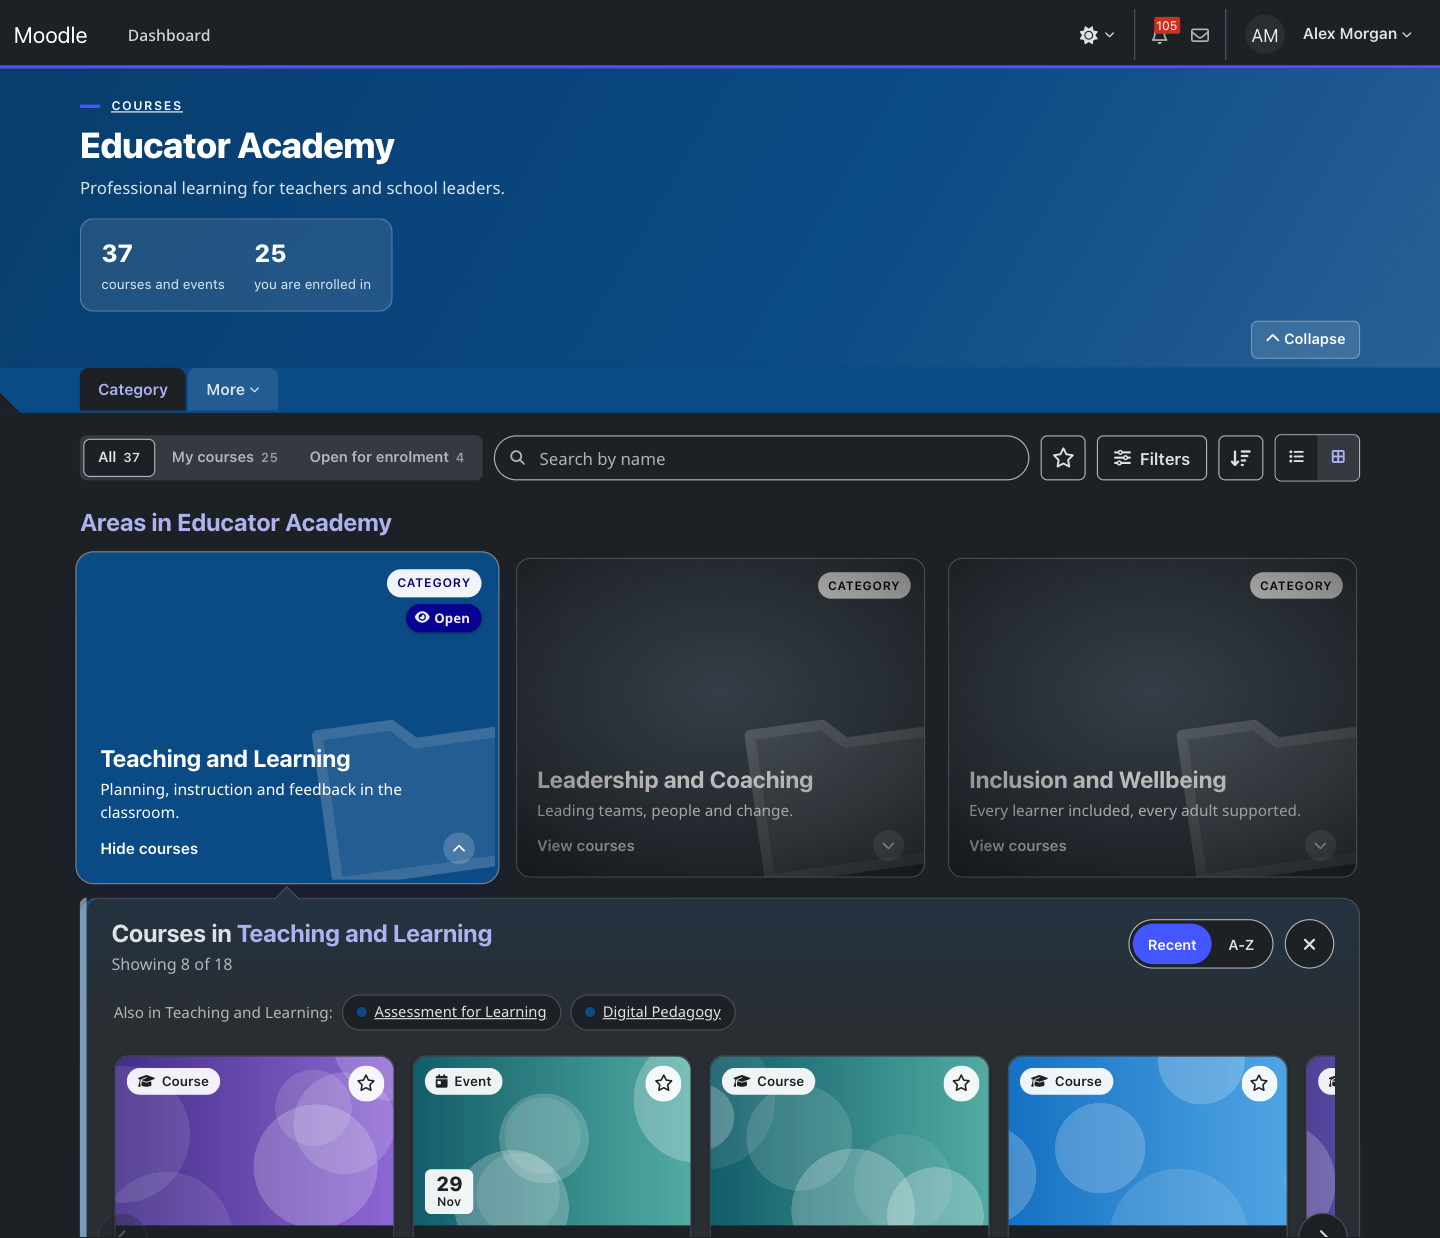 Moodle
Dashboard
105
AM
Alex Morgan
COURSES
Educator Academy
Professional learning for teachers and school leaders.
37
courses and events
25
you are enrolled in
Collapse
Category
More
All 37
My courses 25
Open for enrolment 4
Search by name
Filters
Areas in Educator Academy
CATEGORY
Open
Teaching and Learning
Planning, instruction and feedback in the
classroom.
Hide courses
CATEGORY
Leadership and Coaching
Leading teams, people and change.
View courses
CATEGORY
Inclusion and Wellbeing
Every learner included, every adult supported.
View courses
Courses in Teaching and Learning
Showing 8 of 18
Recent
A-Z
Also in Teaching and Learning:
Assessment for Learning
Digital Pedagogy
Course
Event
29
Nov
Course
Course